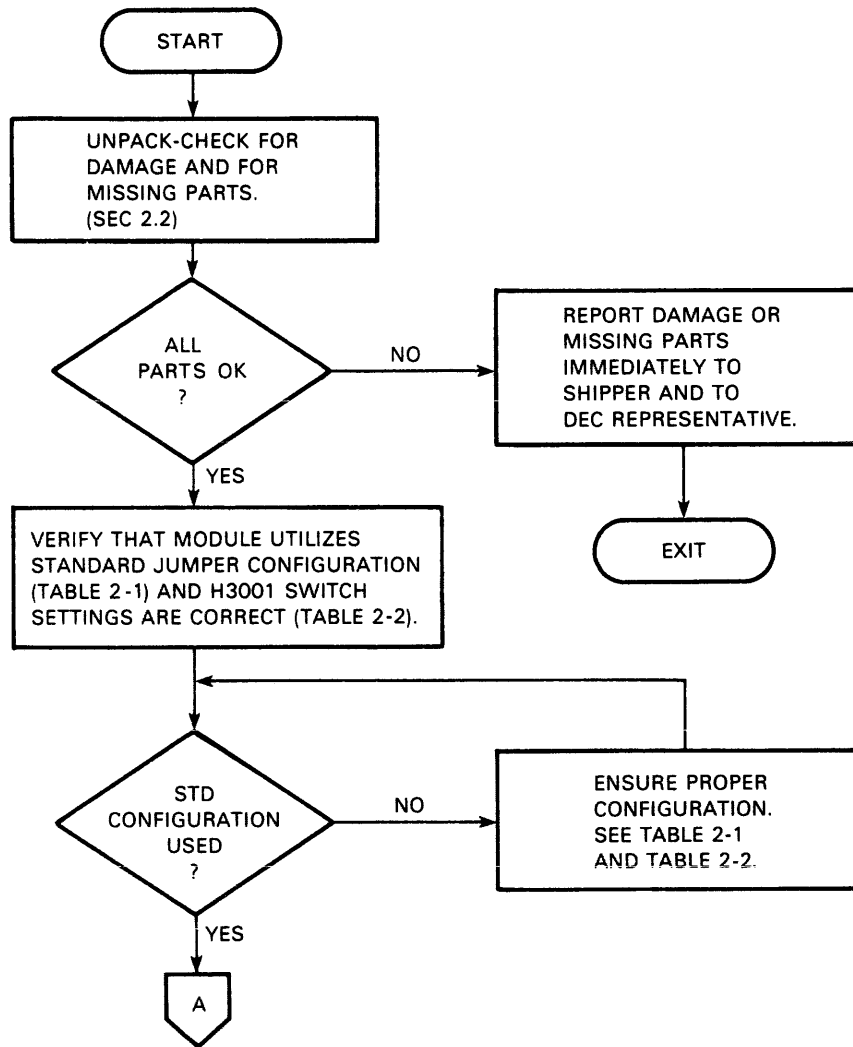 START
UNPACK-CHECK FOR
DAMAGE AND FOR
MISSING PARTS.
(SEC 2.2)
ALL
PARTS OK
?
NO
REPORT DAMAGE OR
MISSING PARTS
IMMEDIATELY TO
SHIPPER AND TO
DEC REPRESENTATIVE.
EXIT
YES
VERIFY THAT MODULE UTILIZES
STANDARD JUMPER CONFIGURATION
(TABLE 2-1) AND H3001 SWITCH
SETTINGS ARE CORRECT (TABLE 2-2).
STD
CONFIGURATION
USED
?
NO
ENSURE PROPER
CONFIGURATION.
SEE TABLE 2-1
AND TABLE 2-2.
YES
A